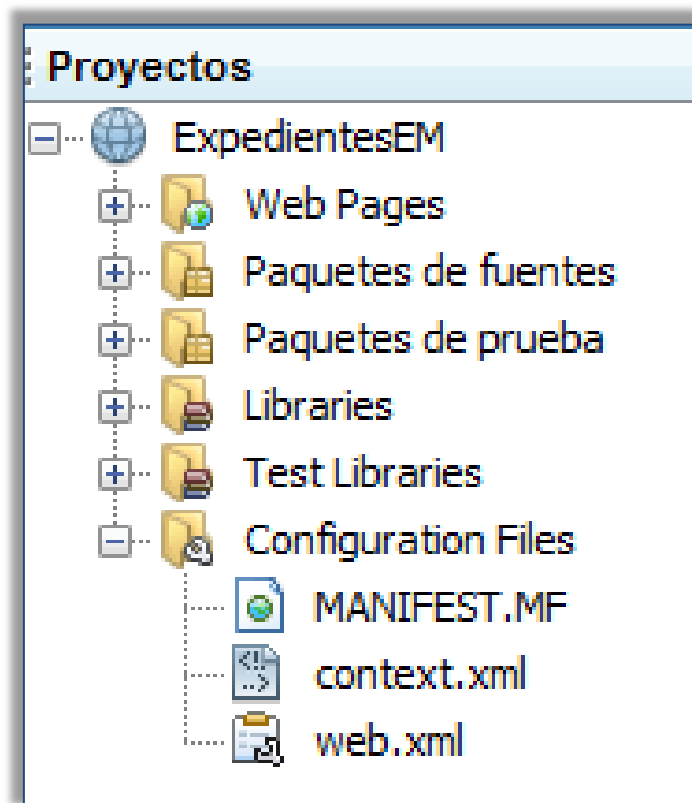 Proyectos
ExpedientesEM
Web Pages
Paquetes de fuentes
Paquetes de prueba
Libraries
Test Libraries
Configuration Files
MANIFEST.MF
context.xml
web.xml